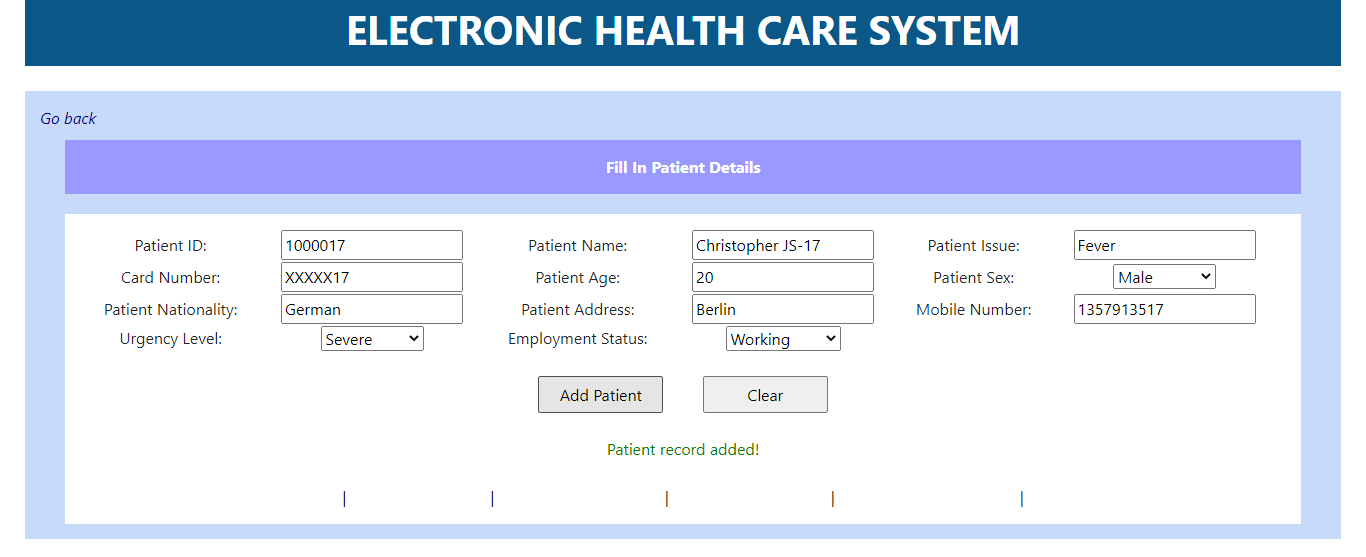 ELECTRONIC HEALTH CARE SYSTEM
Go back
Fill In Patient Details
Patient ID: 1000017 Patient Name: Christopher JS-17 Patient Issue: Fever
Card Number: XXXXX17 Patient Age: 20 Patient Sex: Male
Patient Nationality: German Patient Address: Berlin Mobile Number: 1357913517
Urgency Level: Severe Employment Status: Working
Add Patient Clear
Patient record added!
| | | | |